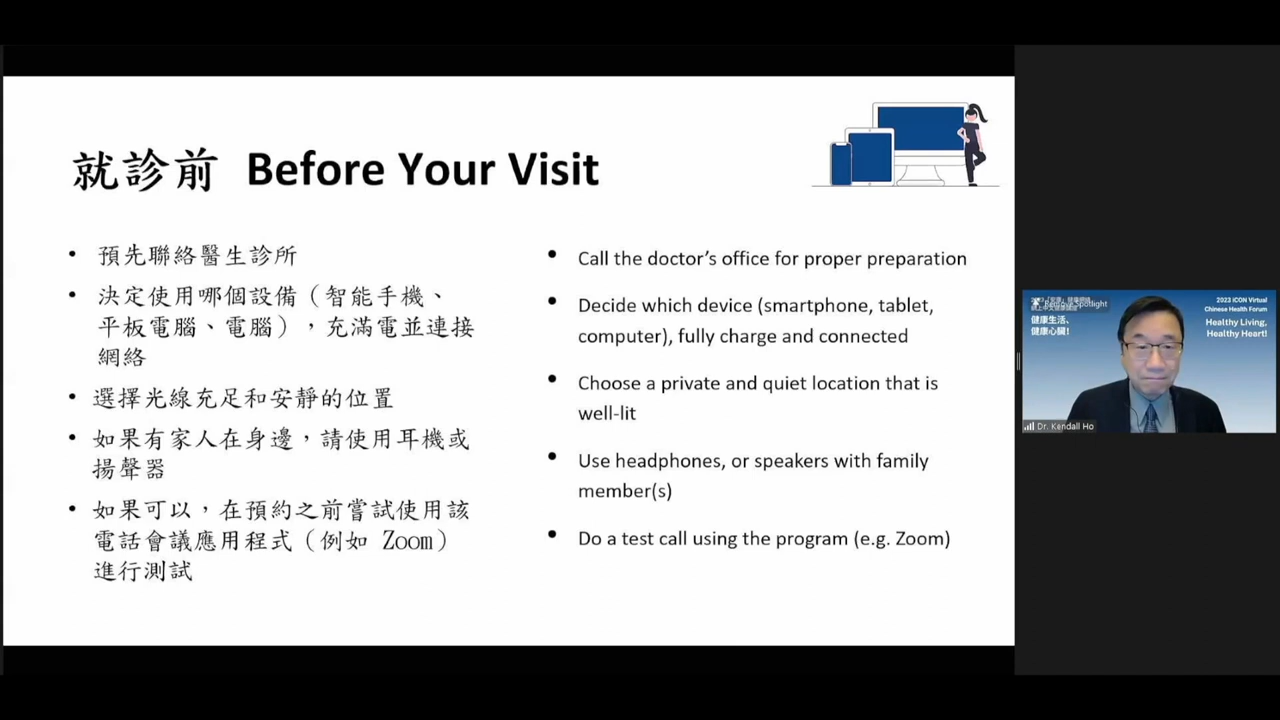 就診前 Before Your Visit
• 預先聯絡醫生診所
• 決定使用哪個設備（智能手機、
平板電腦、電腦），充滿電並連接
網絡
• 選擇光線充足和安靜的位置
• 如果有家人在身邊，請使用耳機或
揚聲器
• 如果可以，在預約之前嘗試使用該
電話會議應用程式（例如 Zoom）
進行測試
• Call the doctor’s office for proper preparation
• Decide which device (smartphone, tablet,
computer), fully charge and connected
• Choose a private and quiet location that is
well-lit
• Use headphones, or speakers with family
member(s)
• Do a test call using the program (e.g. Zoom)
健康生活、
健康心臟！
2023 iCON Virtual
Chinese Health Forum
Healthy Living,
Healthy Heart!
Dr. Kendall Ho